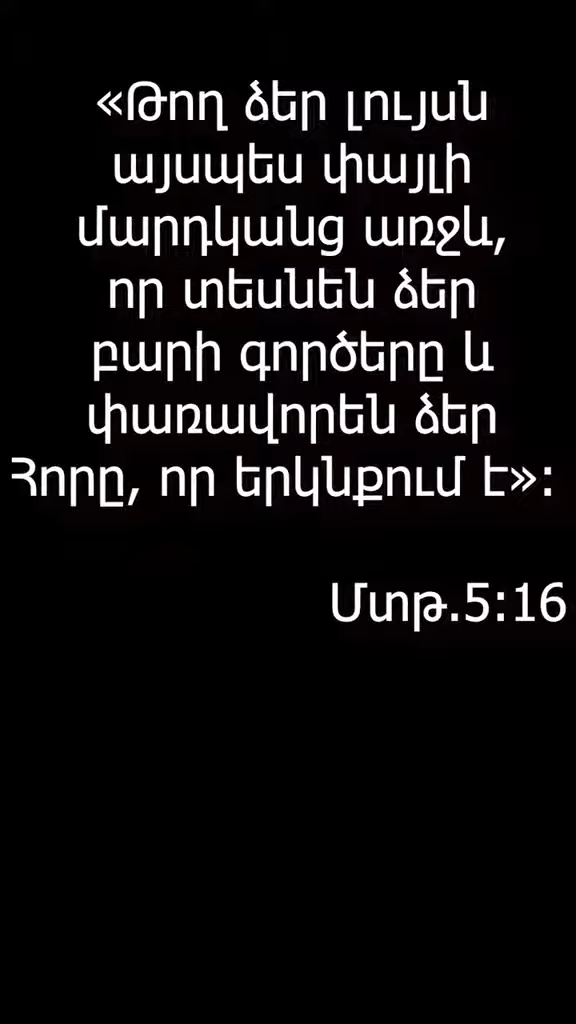 «Թող ձեր լույսն
այսպես փայլի
մարդկանց առջև,
որ տեսնեն ձեր
բարի գործերը և
փառավորեն ձեր
Հորը, որ երկնքում է»:
Մտթ.5:16